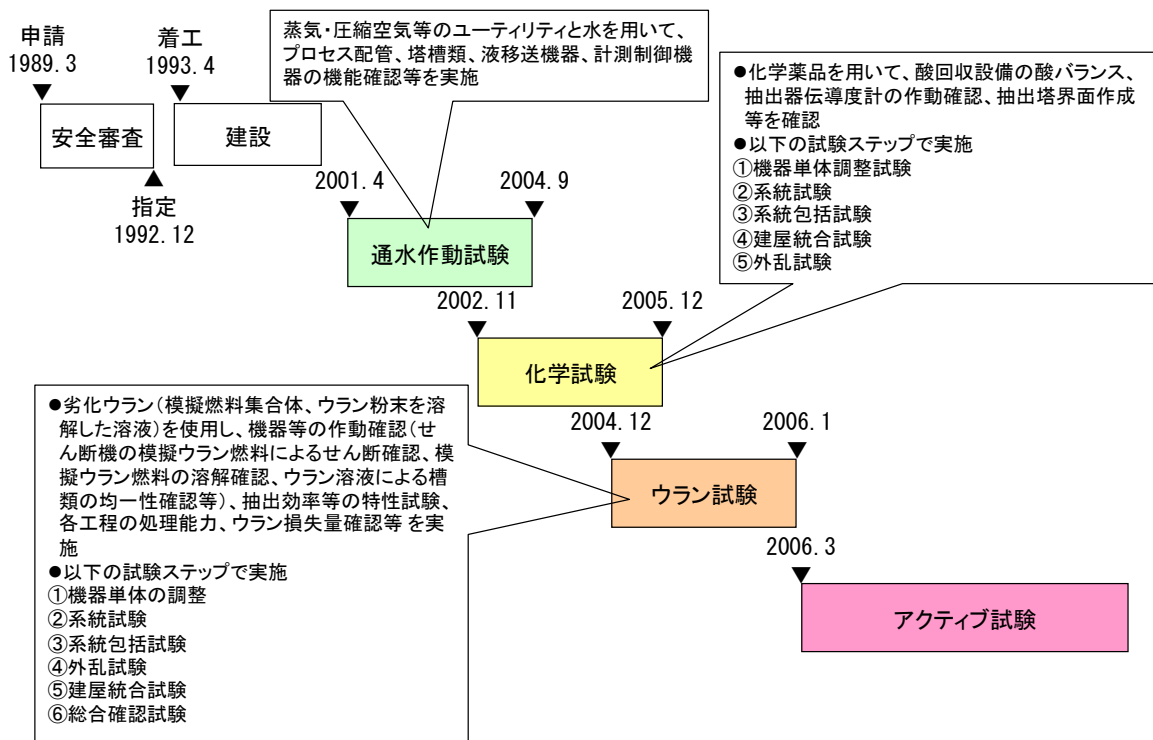 申請
1989.3
着工
1993.4
安全審査
建設
指定
1992.12
蒸気・圧縮空気等のユーティリティと水を用いて、
プロセス配管、塔槽類、液移送機器、計測制御機
器の機能確認等を実施
●化学薬品を用いて、酸回収設備の酸バランス、
抽出器伝導度計の作動確認、抽出塔界面作成
等を確認
●以下の試験ステップで実施
①機器単体調整試験
②系統試験
③系統包括試験
④建屋統合試験
⑤外乱試験
2001.4
2004.9
通水作動試験
2002.11
2005.12
化学試験
●劣化ウラン(模擬燃料集合体、ウラン粉末を溶
解した溶液)を使用し、機器等の作動確認(せ
ん断機の模擬ウラン燃料によるせん断確認、模
擬ウラン燃料の溶解確認、ウラン溶液による槽
類の均一性確認等)、抽出効率等の特性試験、
各工程の処理能力、ウラン損失量確認等 を実
施
●以下の試験ステップで実施
①機器単体の調整
②系統試験
③系統包括試験
④外乱試験
⑤建屋統合試験
⑥総合確認試験
2004.12
2006.1
ウラン試験
2006.3
アクティブ試験